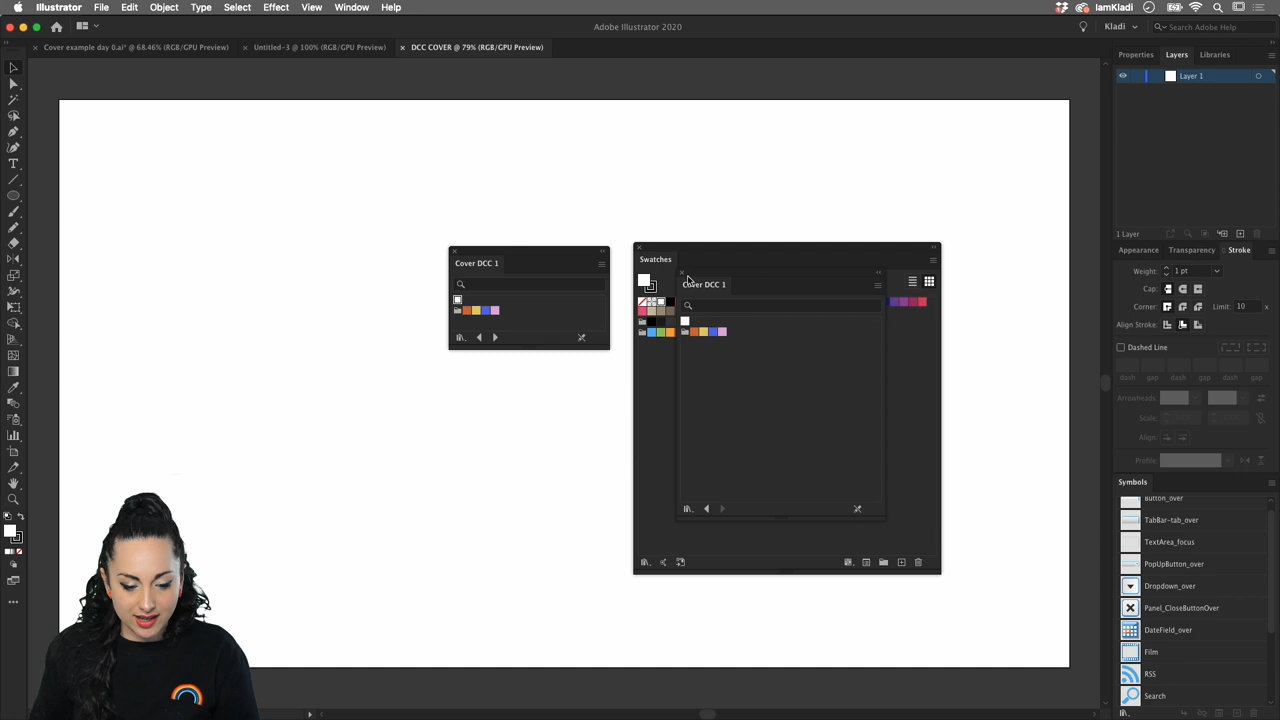 Illustrator File Edit Object Type Select Effect View Window Help IamKladi
Adobe Illustrator 2020
Kladi
Search Adobe Help
Cover example day 0.ai* @ 68.46% (RGB/GPU Preview)
Untitled-3 @ 100% (RGB/GPU Preview)
DCC COVER @ 79% (RGB/GPU Preview)
Properties Layers Libraries
Layer 1
Cover DCC 1
Swatches
Cover DCC 1
1 Layer
Appearance Transparency Stroke
Weight: 1 pt
Cap:
Corner: Limit: 10 x
Align Stroke:
Dashed Line
dash gap dash gap dash gap
Arrowheads:
Scale:
Align:
Profile:
Symbols
Button_over
TabBar-tab_over
TextArea_focus
PopUpButton_over
Dropdown_over
Panel_CloseButtonOver
DateField_over
Film
RSS
Search